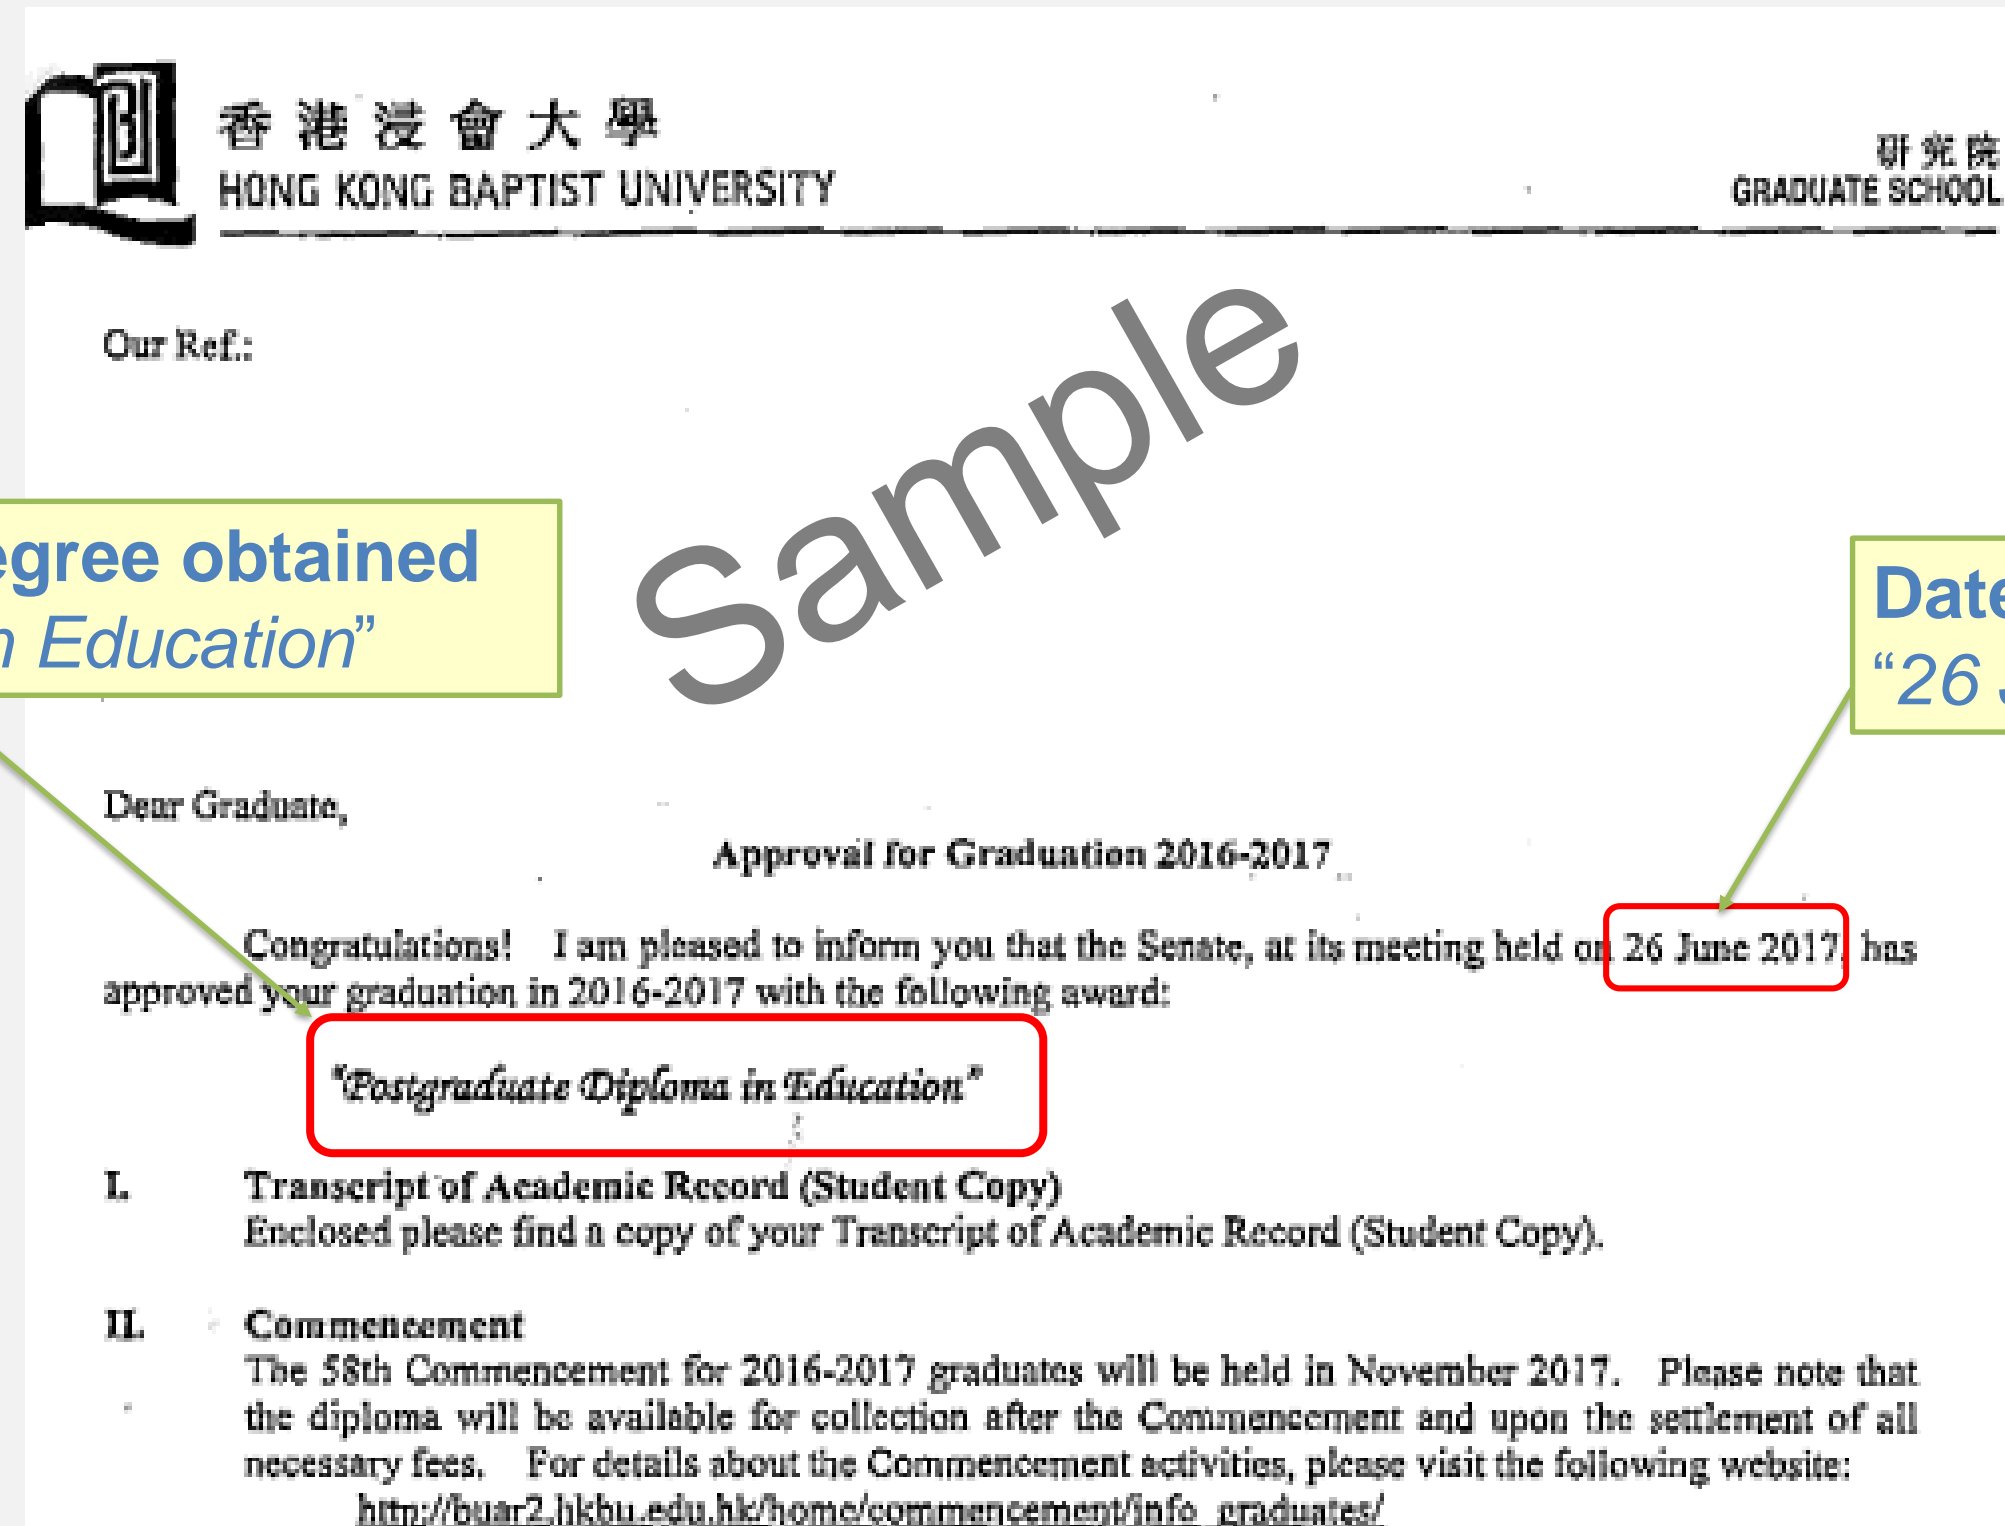 香港浸會大學
HONG KONG BAPTIST UNIVERSITY
研究院
GRADUATE SCHOOL
Our Ref.:
Sample
egree obtained
n Education”
Date
“26 J
Dear Graduate,
Approval for Graduation 2016-2017
Congratulations! I am pleased to inform you that the Senate, at its meeting held on 26 June 2017, has
approved your graduation in 2016-2017 with the following award:
"Postgraduate Diploma in Education"
I. Transcript of Academic Record (Student Copy)
Enclosed please find a copy of your Transcript of Academic Record (Student Copy).
II. Commencement
The 58th Commencement for 2016-2017 graduates will be held in November 2017. Please note that
the diploma will be available for collection after the Commencement and upon the settlement of all
necessary fees. For details about the Commencement activities, please visit the following website:
http://buar2.hkbu.edu.hk/home/commencement/info_graduates/